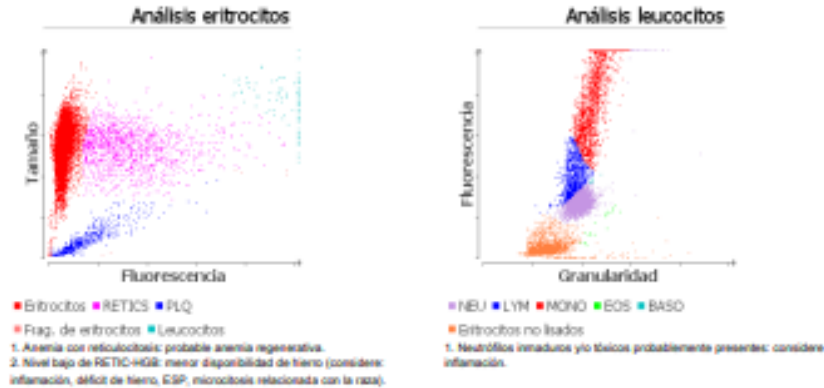 Análisis eritrocitos
Tamaño
Fluorescencia
Eritrocitos RETICS PLQ
Frag. de eritrocitos Leucocitos
1. Anemia con reticulocitosis: probable anemia regenerativa.
2. Nivel bajo de RETIC-HGB: menor disponibilidad de hierro (considere:
inflamación, déficit de hierro, ESP, microcitosis relacionada con la raza).
Análisis leucocitos
Fluorescencia
Granularidad
NEU LYM MONO EOS BASO
Eritrocitos no lisados
1. Neutrófilos inmaduros y/o tóxicos probablemente presentes: considere
inflamación.